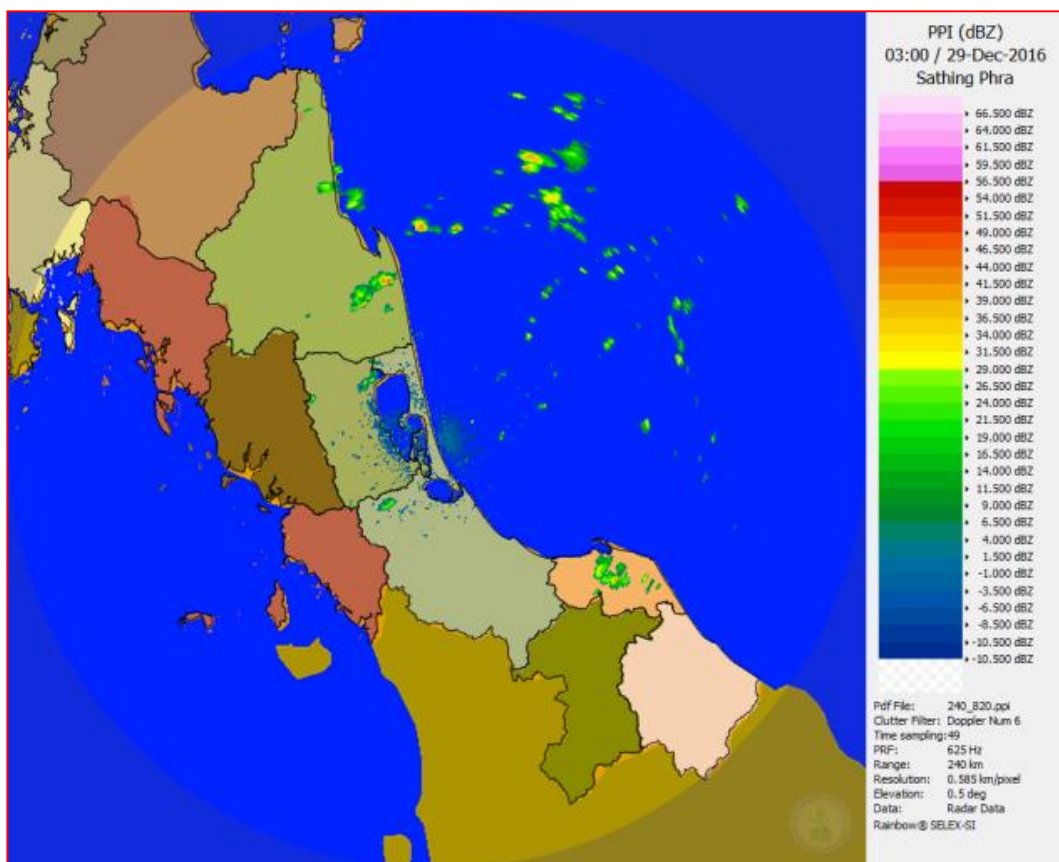 PPI (dBZ)
03:00 / 29-Dec-2016
Sathing Phra
66.500 dBZ
64.000 dBZ
61.500 dBZ
59.500 dBZ
56.500 dBZ
54.000 dBZ
51.500 dBZ
49.000 dBZ
46.500 dBZ
44.000 dBZ
41.500 dBZ
39.000 dBZ
36.500 dBZ
34.000 dBZ
31.500 dBZ
29.000 dBZ
26.500 dBZ
24.000 dBZ
21.500 dBZ
19.000 dBZ
16.500 dBZ
14.000 dBZ
11.500 dBZ
9.000 dBZ
6.500 dBZ
4.000 dBZ
1.500 dBZ
-1.000 dBZ
-3.500 dBZ
-6.500 dBZ
-8.500 dBZ
-10.500 dBZ
-10.500 dBZ
Pdf File: 240_820.ppi
Clutter Filter: Doppler Num 6
Time sampling:49
PRF: 625 Hz
Range: 240 km
Resolution: 0.585 km/pixel
Elevation: 0.5 deg
Data: Radar Data
Rainbow® SELEX-SI